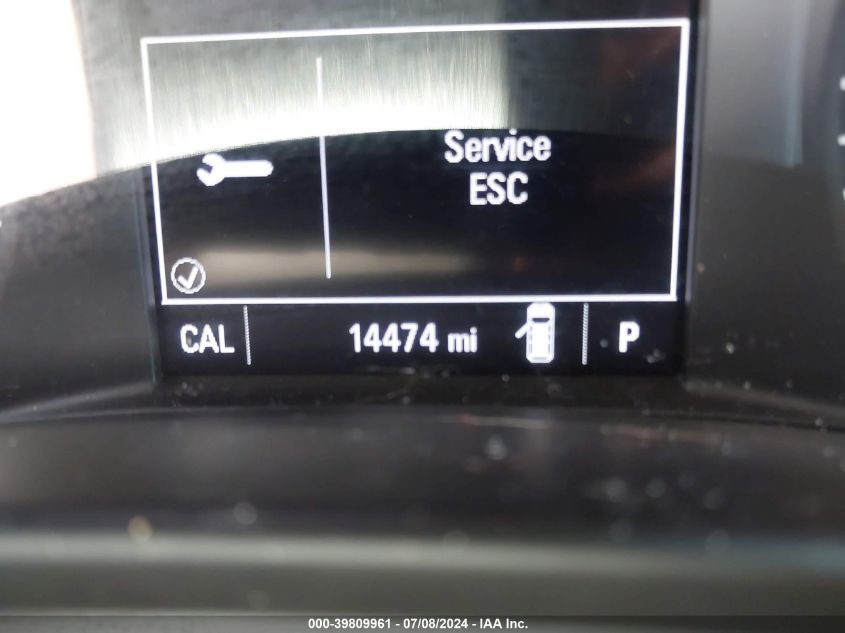 Service
ESC
CAL 14474 mi P
000-39809961 - 07/08/2024 - IAA Inc.